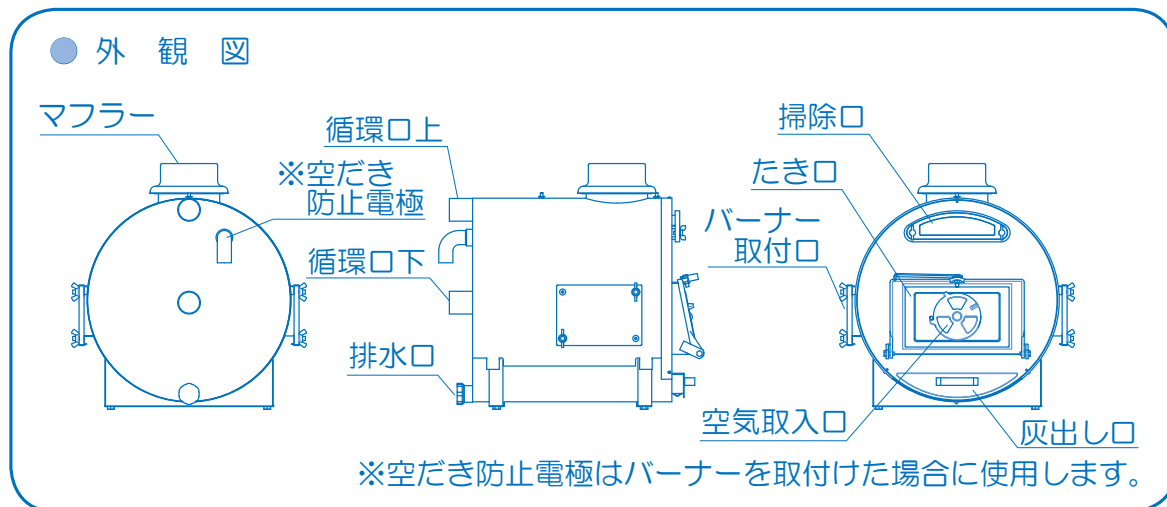 外観図
マフラー
循環口上
※空だき
防止電極
循環口下
排水口
掃除口
たき口
バーナー
取付口
空気取入口
灰出し口
※空だき防止電極はバーナーを取付けた場合に使用します。